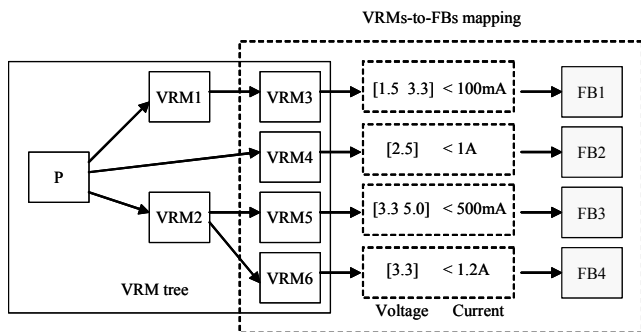 VRMs-to-FBs mapping
VRM1
VRM3
[1.5 3.3] < 100mA
FB1
VRM4
[2.5] < 1A
FB2
P
VRM2
VRM5
[3.3 5.0] < 500mA
FB3
VRM6
[3.3] < 1.2A
FB4
VRM tree
Voltage Current